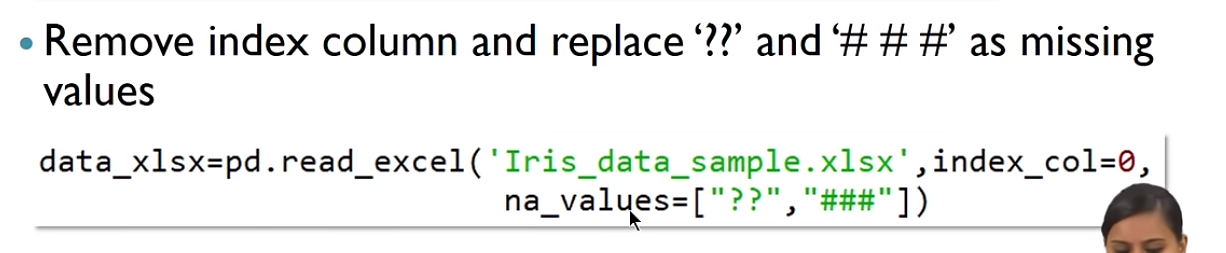 • Remove index column and replace ‘??’ and ‘# # #’ as missing
values
data_xlsx=pd.read_excel('Iris_data_sample.xlsx',index_col=0,
na_values=["??","###"])